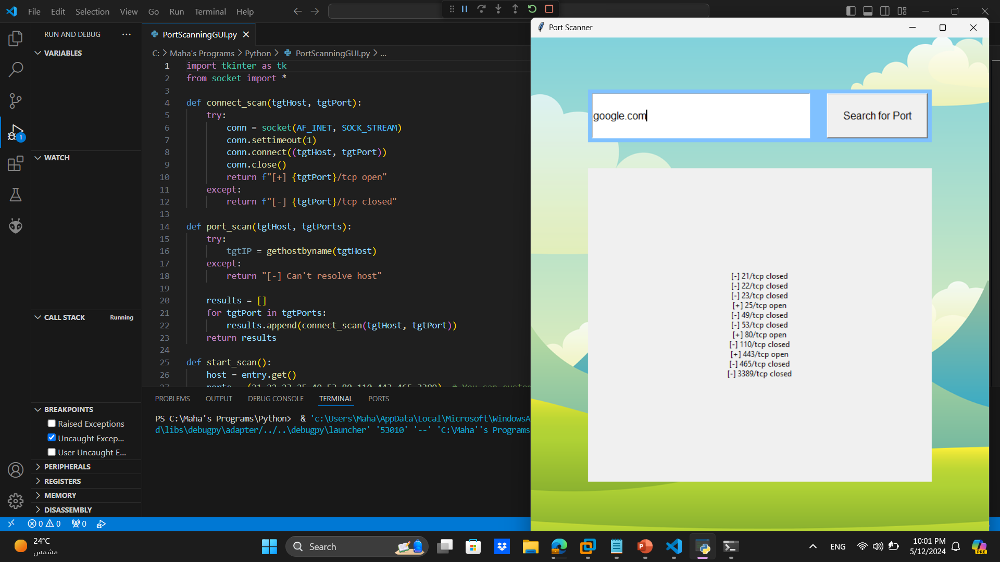 File Edit Selection View Go Run Terminal Help
RUN AND DEBUG
VARIABLES
WATCH
CALL STACK Running
BREAKPOINTS
Raised Exceptions
Uncaught Excep...
User Uncaught E...
PERIPHERALS
REGISTERS
MEMORY
DISASSEMBLY
1
PortScanningGUI.py
C: > Maha's Programs > Python > PortScanningGUI.py > ...
1 import tkinter as tk
2 from socket import *
3
4 def connect_scan(tgtHost, tgtPort):
5 try:
6 conn = socket(AF_INET, SOCK_STREAM)
7 conn.settimeout(1)
8 conn.connect((tgtHost, tgtPort))
9 conn.close()
10 return f"[+] {tgtPort}/tcp open"
11 except:
12 return f"[-] {tgtPort}/tcp closed"
13
14 def port_scan(tgtHost, tgtPorts):
15 try:
16 tgtIP = gethostbyname(tgtHost)
17 except:
18 return "[-] Can't resolve host"
19
20 results = []
21 for tgtPort in tgtPorts:
22 results.append(connect_scan(tgtHost, tgtPort))
23 return results
24
25 def start_scan():
26 host = entry.get()
PROBLEMS OUTPUT DEBUG CONSOLE TERMINAL PORTS
PS C:\Maha's Programs\Python> & 'c:\Users\Maha\AppData\Local\Microsoft\WindowsA
d\libs\debugpy\adapter/../..\debugpy\launcher' '53010' '--' 'C:\Maha''s Programs
0 0 0
Port Scanner
google.com
Search for Port
[-] 21/tcp closed
[-] 22/tcp closed
[-] 23/tcp closed
[+] 25/tcp open
[-] 49/tcp closed
[-] 53/tcp closed
[+] 80/tcp open
[-] 110/tcp closed
[+] 443/tcp open
[-] 465/tcp closed
[-] 3389/tcp closed
24°C
مشمس
Search
ENG
10:01 PM
5/12/2024
PRE